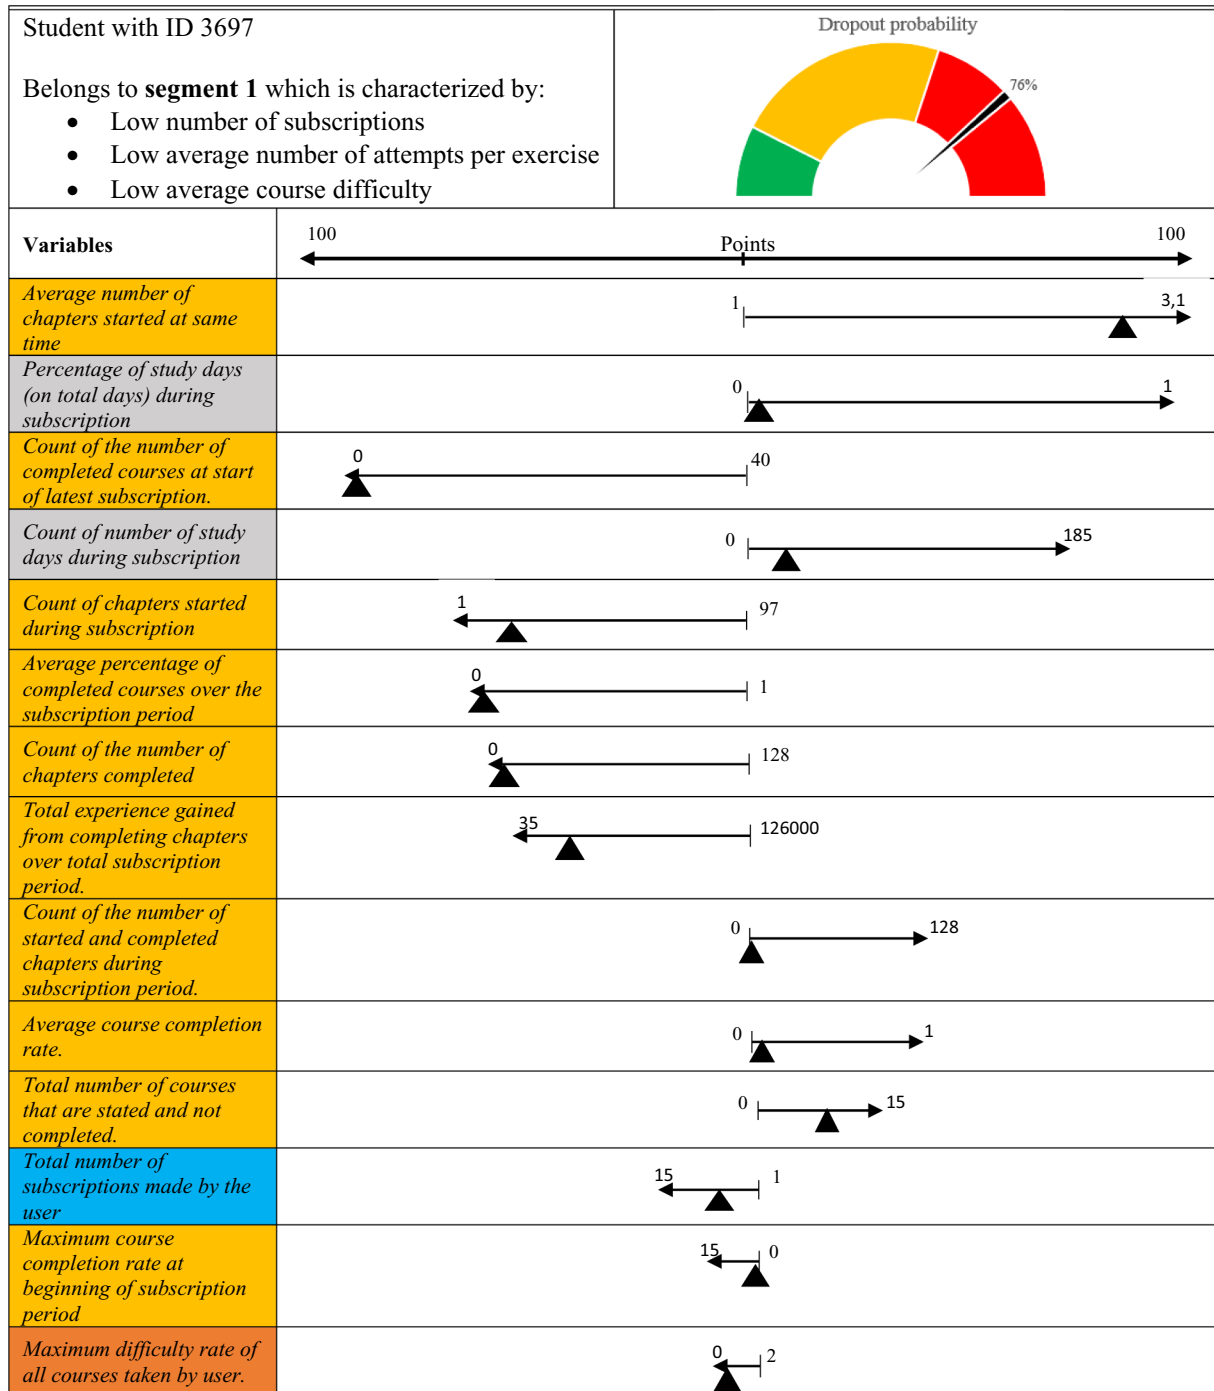 Student with ID 3697
Belongs to segment 1 which is characterized by:
• Low number of subscriptions
• Low average number of attempts per exercise
• Low average course difficulty
Dropout probability
76%
Variables
100
Points
100
Average number of
chapters started at same
time
1
3,1
Percentage of study days
(on total days) during
subscription
0
1
Count of the number of
completed courses at start
of latest subscription.
0
40
Count of number of study
days during subscription
0
185
Count of chapters started
during subscription
1
97
Average percentage of
completed courses over the
subscription period
0
1
Count of the number of
chapters completed
0
128
Total experience gained
from completing chapters
over total subscription
period.
35
126000
Count of the number of
started and completed
chapters during
subscription period.
0
128
Average course completion
rate.
0
1
Total number of courses
that are stated and not
completed.
0
15
Total number of
subscriptions made by the
user
15
1
Maximum course
completion rate at
beginning of subscription
period
15
0
Maximum difficulty rate of
all courses taken by user.
0
2